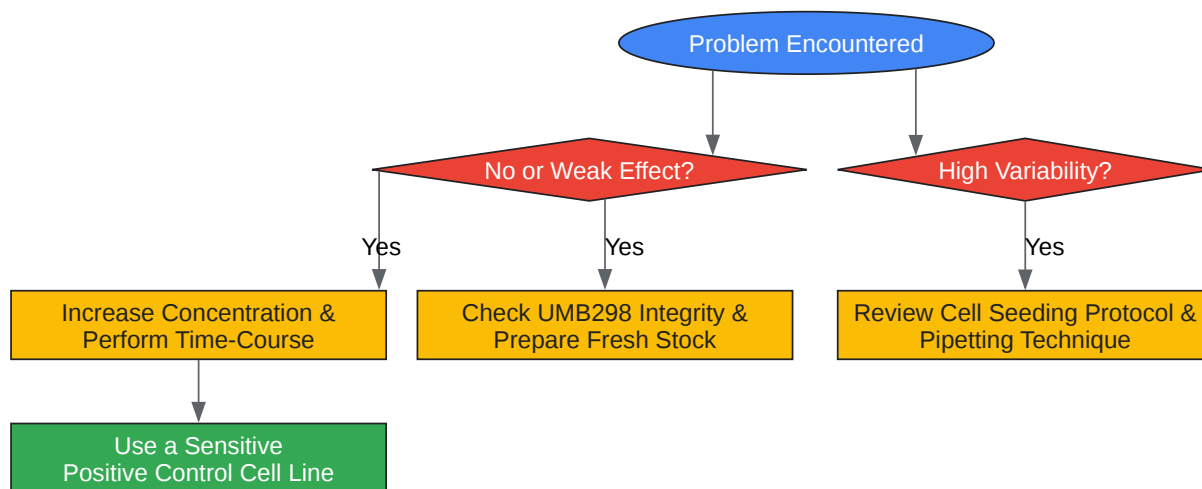 Problem Encountered
No or Weak Effect?
High Variability?
Yes
Yes
Yes
Increase Concentration &
Perform Time-Course
Check UMB298 Integrity &
Prepare Fresh Stock
Review Cell Seeding Protocol &
Pipetting Technique
Use a Sensitive
Positive Control Cell Line